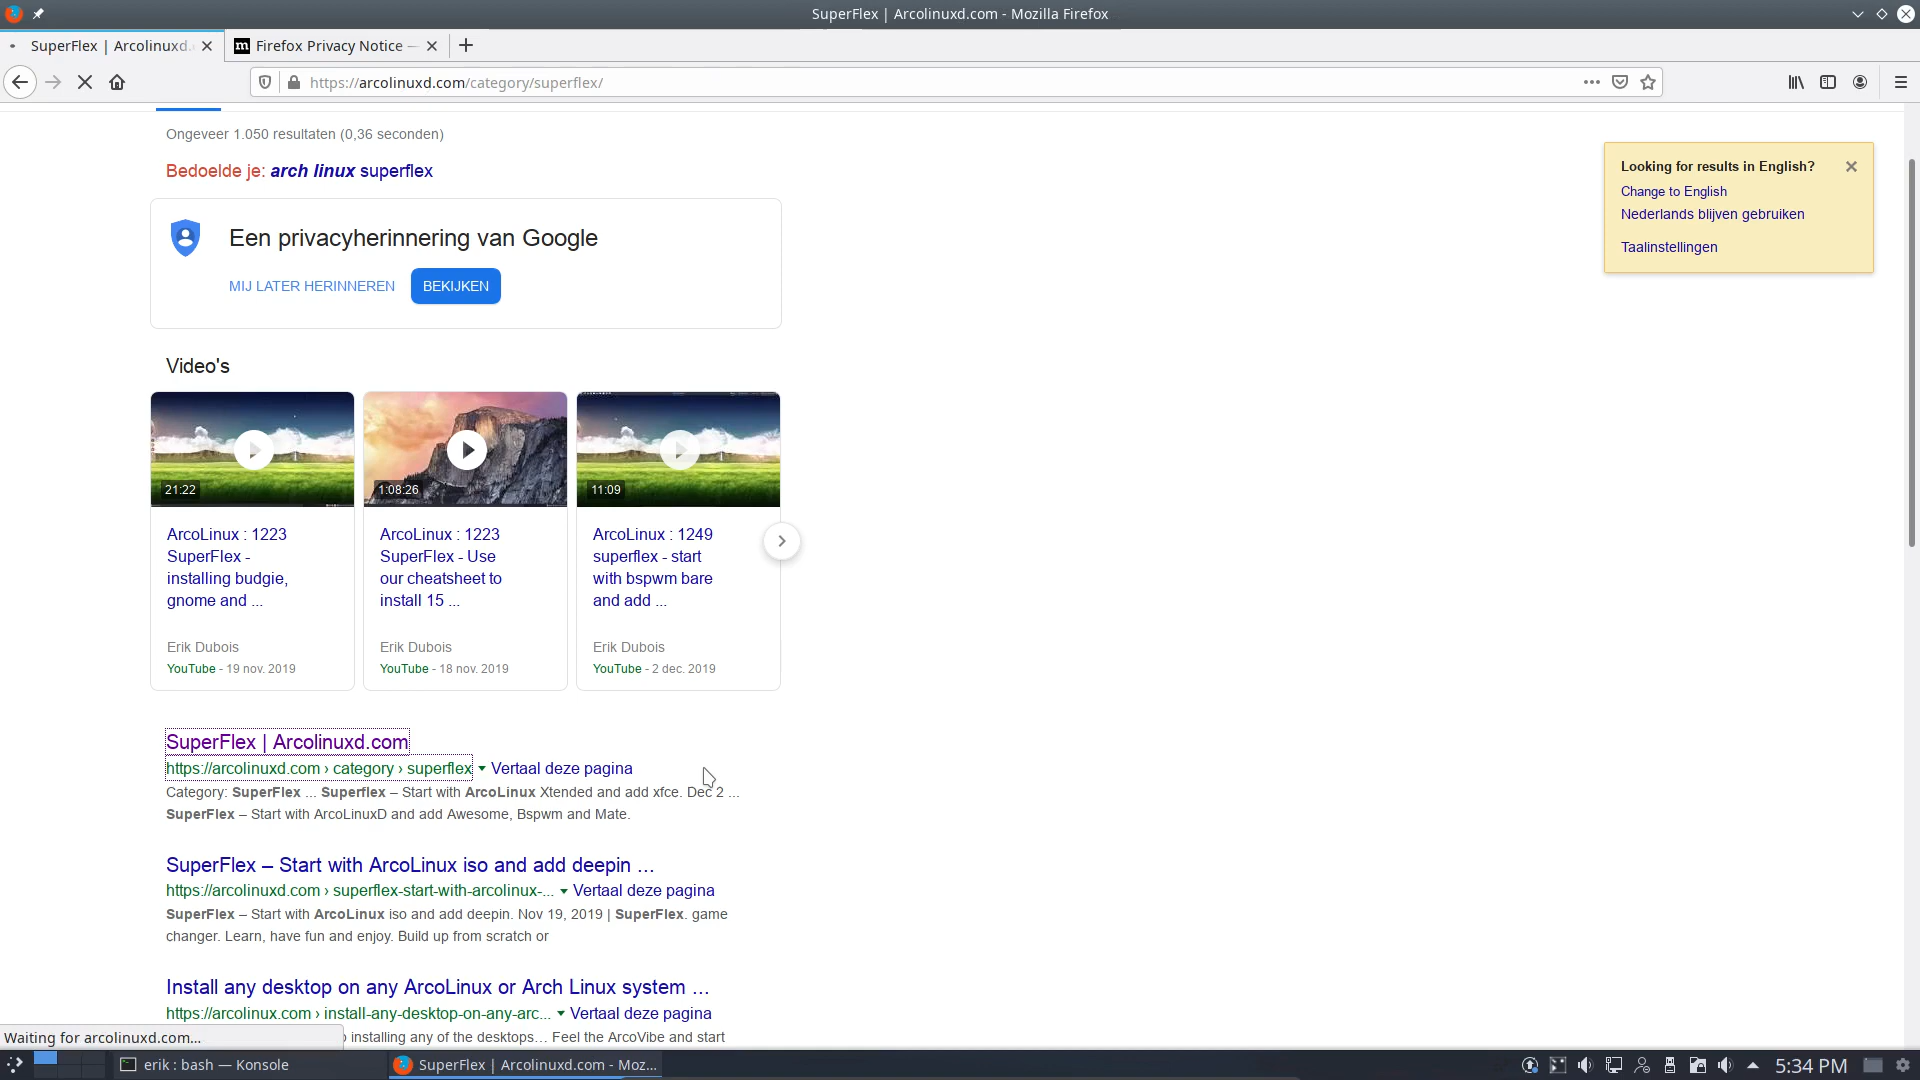 SuperFlex | Arcolinuxd.com - Mozilla Firefox
SuperFlex | Arcolinuxd.
Firefox Privacy Notice —
https://arcolinuxd.com/category/superflex/
Ongeveer 1.050 resultaten (0,36 seconden)
Bedoelde je: arch linux superflex
Looking for results in English?
Change to English
Nederlands blijven gebruiken
Taalinstellingen
Een privacyherinnering van Google
MIJ LATER HERINNEREN
BEKIJKEN
Video's
21:22
ArcoLinux : 1223
SuperFlex -
installing budgie,
gnome and ...
Erik Dubois
YouTube - 19 nov. 2019
1:08:26
ArcoLinux : 1223
SuperFlex - Use
our cheatsheet to
install 15 ...
Erik Dubois
YouTube - 18 nov. 2019
11:09
ArcoLinux : 1249
superflex - start
with bspwm bare
and add ...
Erik Dubois
YouTube - 2 dec. 2019
SuperFlex | Arcolinuxd.com
https://arcolinuxd.com › category › superflex Vertaal deze pagina
Category: SuperFlex ... Superflex – Start with ArcoLinux Xtended and add xfce. Dec 2 ...
SuperFlex – Start with ArcoLinuxD and add Awesome, Bspwm and Mate.
SuperFlex – Start with ArcoLinux iso and add deepin ...
https://arcolinuxd.com › superflex-start-with-arcolinux-... Vertaal deze pagina
SuperFlex – Start with ArcoLinux iso and add deepin. Nov 19, 2019 | SuperFlex. game
changer. Learn, have fun and enjoy. Build up from scratch or
Install any desktop on any ArcoLinux or Arch Linux system ...
https://arcolinux.com › install-any-desktop-on-any-arc... Vertaal deze pagina
installing any of the desktops… Feel the ArcoVibe and start
Waiting for arcolinuxd.com...
erik : bash — Konsole
SuperFlex | Arcolinuxd.com - Moz...
5:34 PM